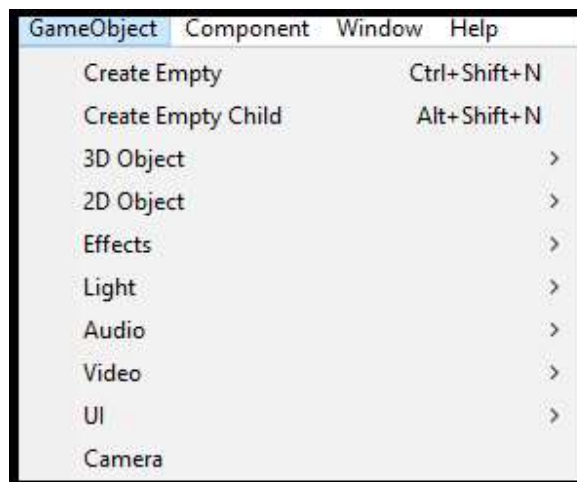 GameObject Component Window Help
Create Empty Ctrl+Shift+N
Create Empty Child Alt+Shift+N
3D Object >
2D Object >
Effects >
Light >
Audio >
Video >
UI >
Camera